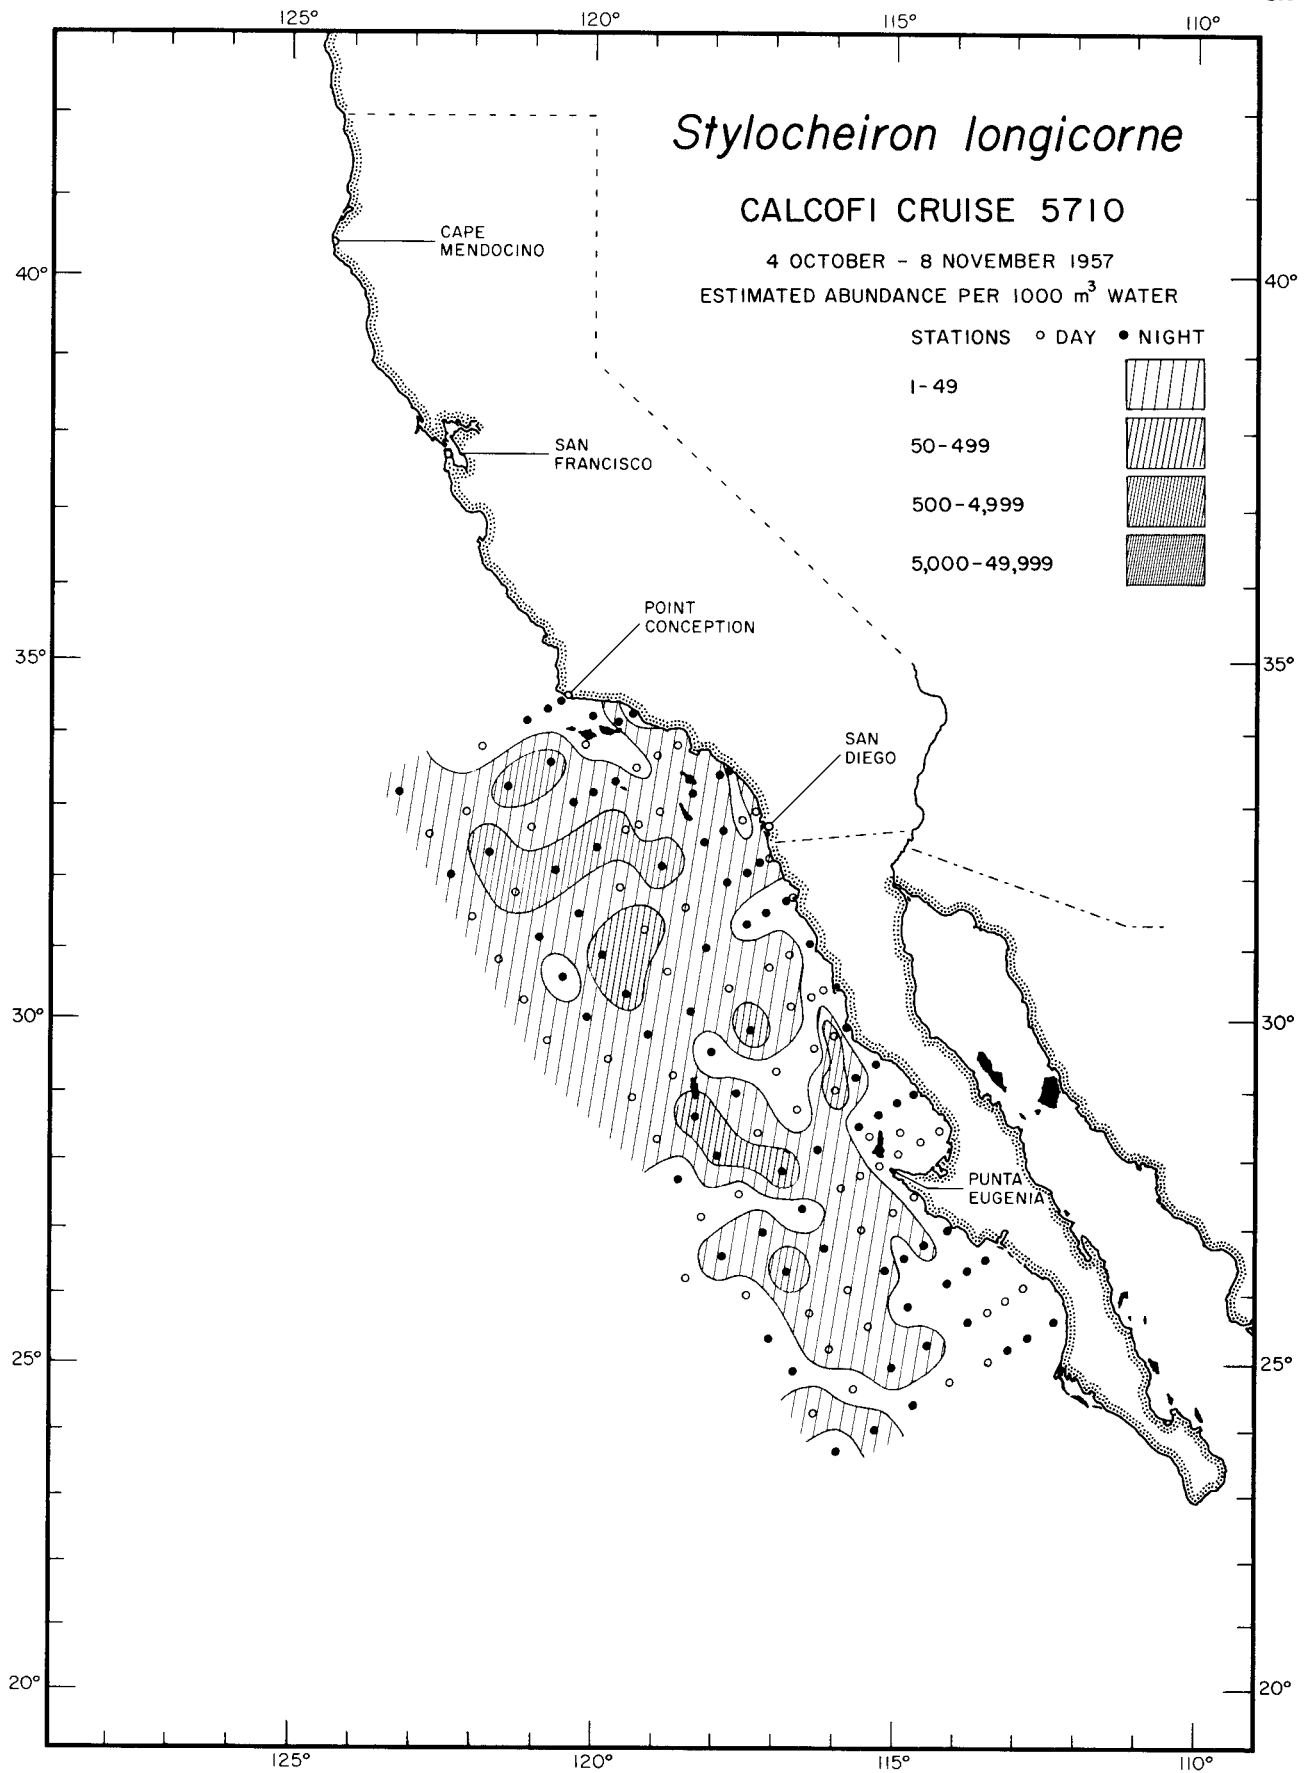 125°
120°
115°
110°
Stylocheiron longicorne
CALCOFI CRUISE 5710
4 OCTOBER - 8 NOVEMBER 1957
ESTIMATED ABUNDANCE PER 1000 m³ WATER
STATIONS ○ DAY ● NIGHT
1-49
50-499
500-4,999
5,000-49,999
CAPE
MENDOCINO
40°
40°
SAN
FRANCISCO
POINT
CONCEPTION
35°
35°
SAN
DIEGO
30°
30°
PUNTA
EUGENIA
25°
25°
20°
20°
125°
120°
115°
110°